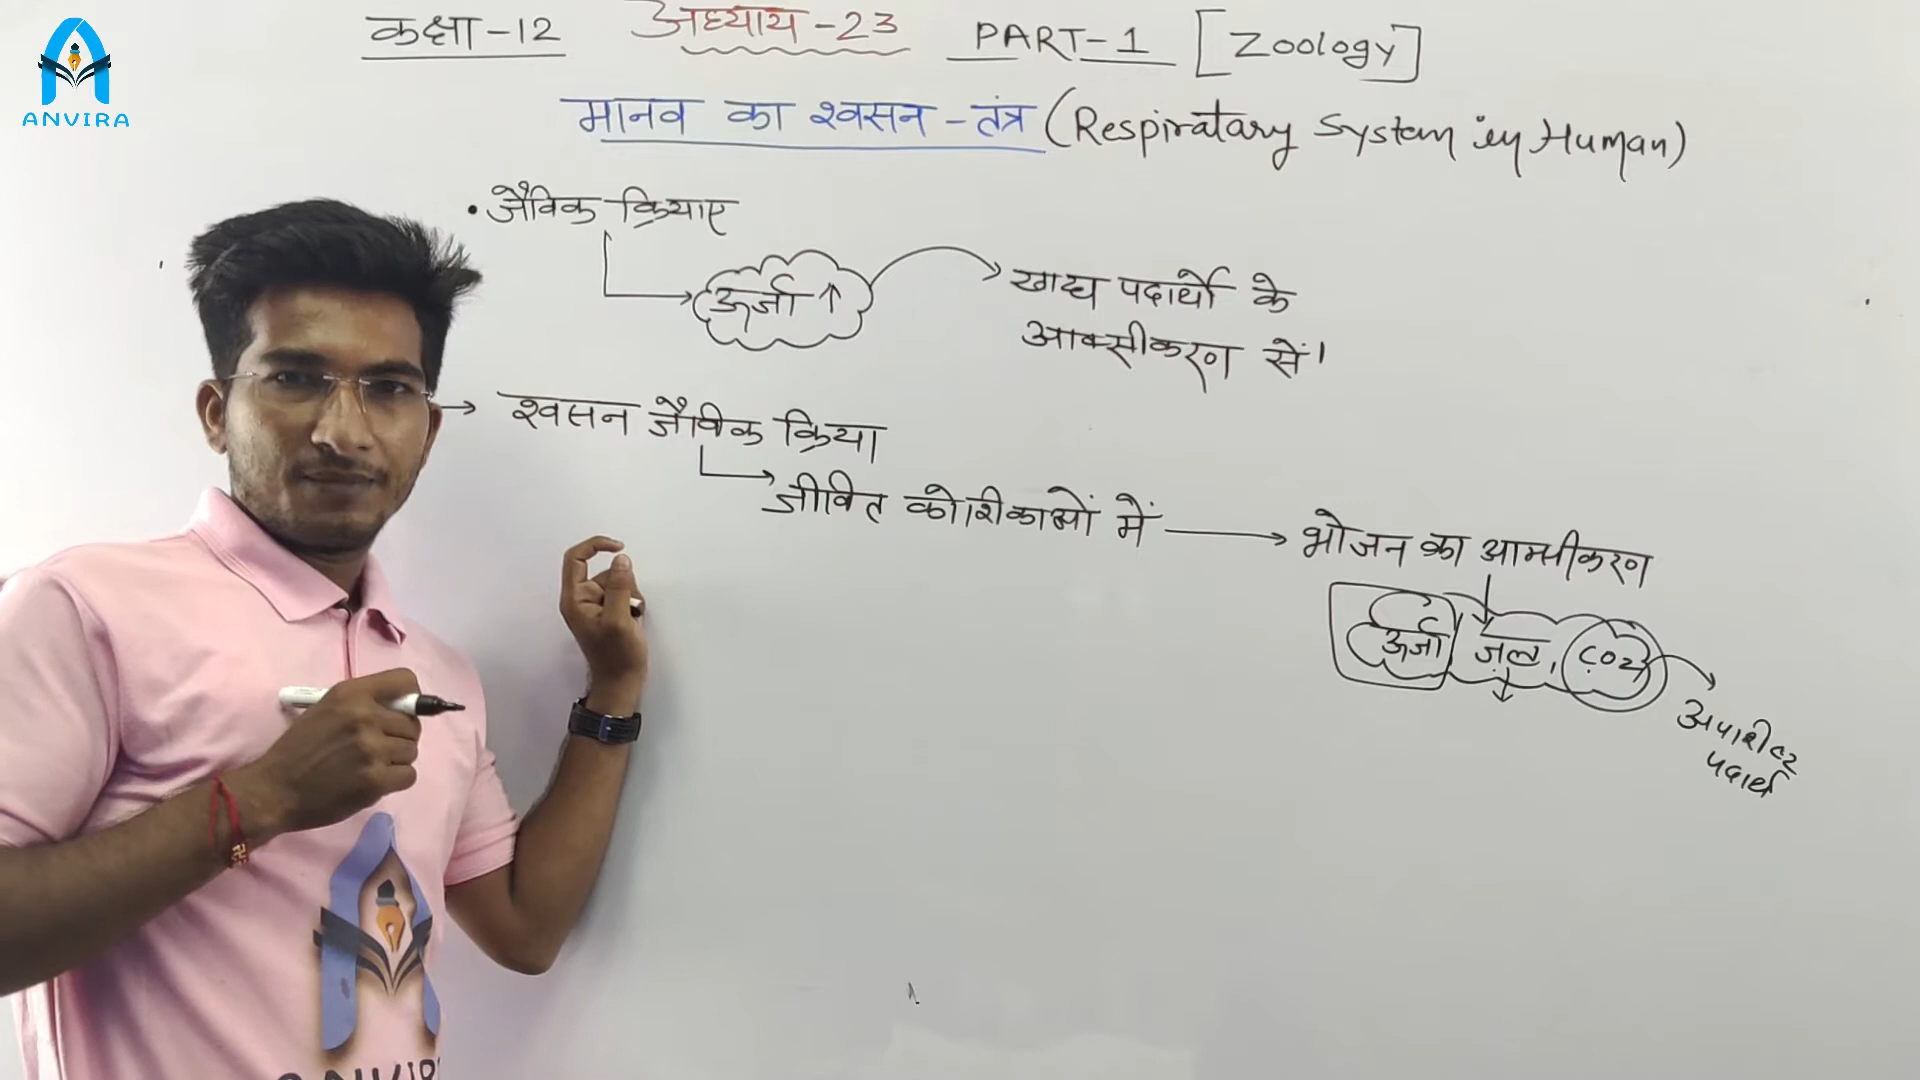 ANVIRA
कक्षा-12 अध्याय-23 PART-1 [Zoology]
मानव का श्वसन-तंत्र (Respiratary System in Human)
• जैविक क्रियाए
ऊर्जा ↑
खाद्य पदार्थो के
आक्सीकरण सें।
→ श्वसन जैविक क्रिया
जीवित कोशिकाओं में → भोजन का आक्सीकरण
ऊर्जा, जल, CO2
अपशिष्ट
पदार्थ